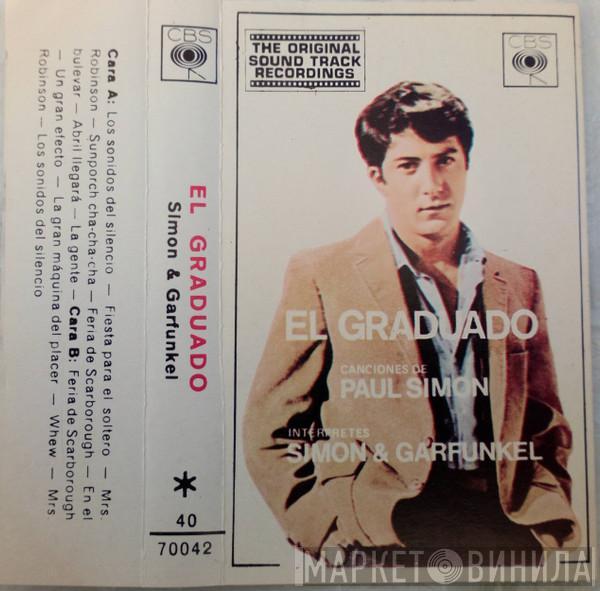 Cara A: Los sonidos del silencio — Fiesta para el soltero — Mrs.
Robinson — Sunporch cha-cha-cha — Feria de Scarborough — En el
bulevar — Abril llegará — La gente — Cara B: Feria de Scarborough
— Un gran efecto — La gran máquina del placer — Whew — Mrs
Robinson — Los sonidos del silencio
CBS
EL GRADUADO
Simon & Garfunkel
*
40
70042
THE ORIGINAL
SOUND TRACK
RECORDINGS
CBS
EL GRADUADO
CANCIONES DE
PAUL SIMON
INTERPRETES
SIMON & GARFUNKEL
МАРКЕТ ВИНИЛА